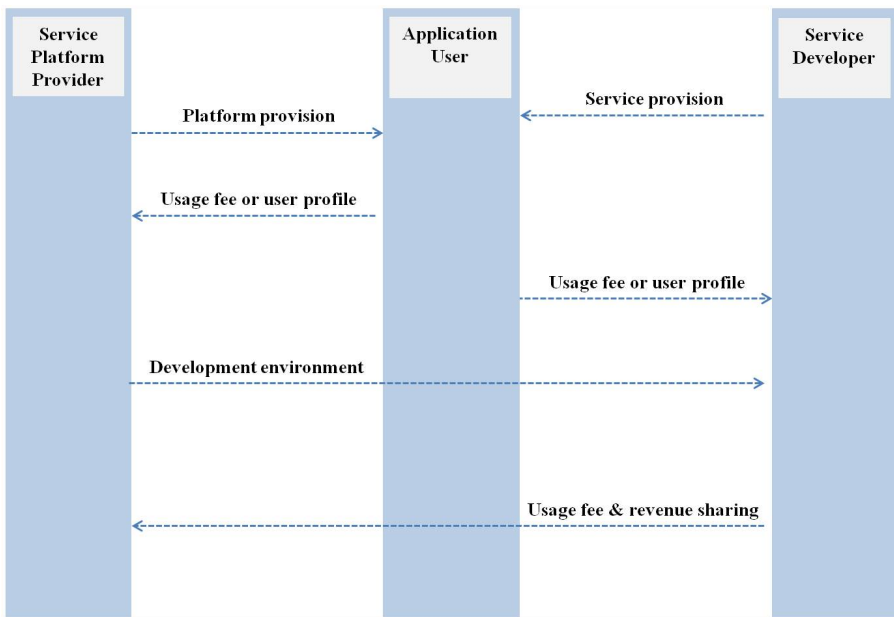 Service
Platform
Provider
Application
User
Service
Developer
Service provision
Platform provision
Usage fee or user profile
Usage fee or user profile
Development environment
Usage fee & revenue sharing